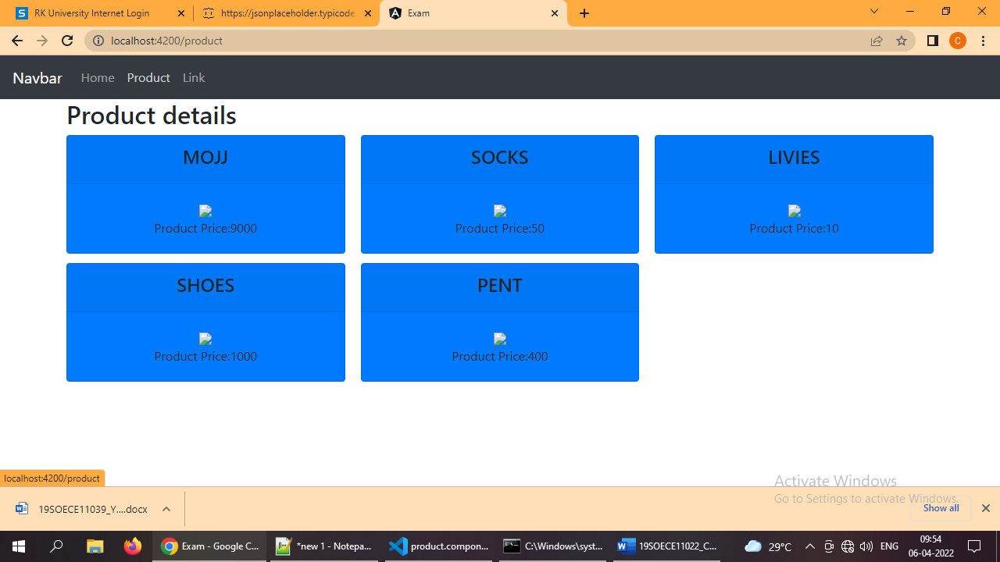 RK University Internet Login
https://jsonplaceholder.typicode.
Exam
localhost:4200/product
C
Navbar Home Product Link
Product details
MOJJ
SOCKS
LIVIES
Product Price:9000
Product Price:50
Product Price:10
SHOES
PENT
Product Price:1000
Product Price:400
localhost:4200/product
Activate Windows
Go to Settings to activate Windows.
19SOECE11039_Y....docx
Show all
Exam - Google C...
*new 1 - Notepa...
product.compon...
C:\Windows\syst...
19SOECE11022_C...
29°C
ENG
09:54
06-04-2022